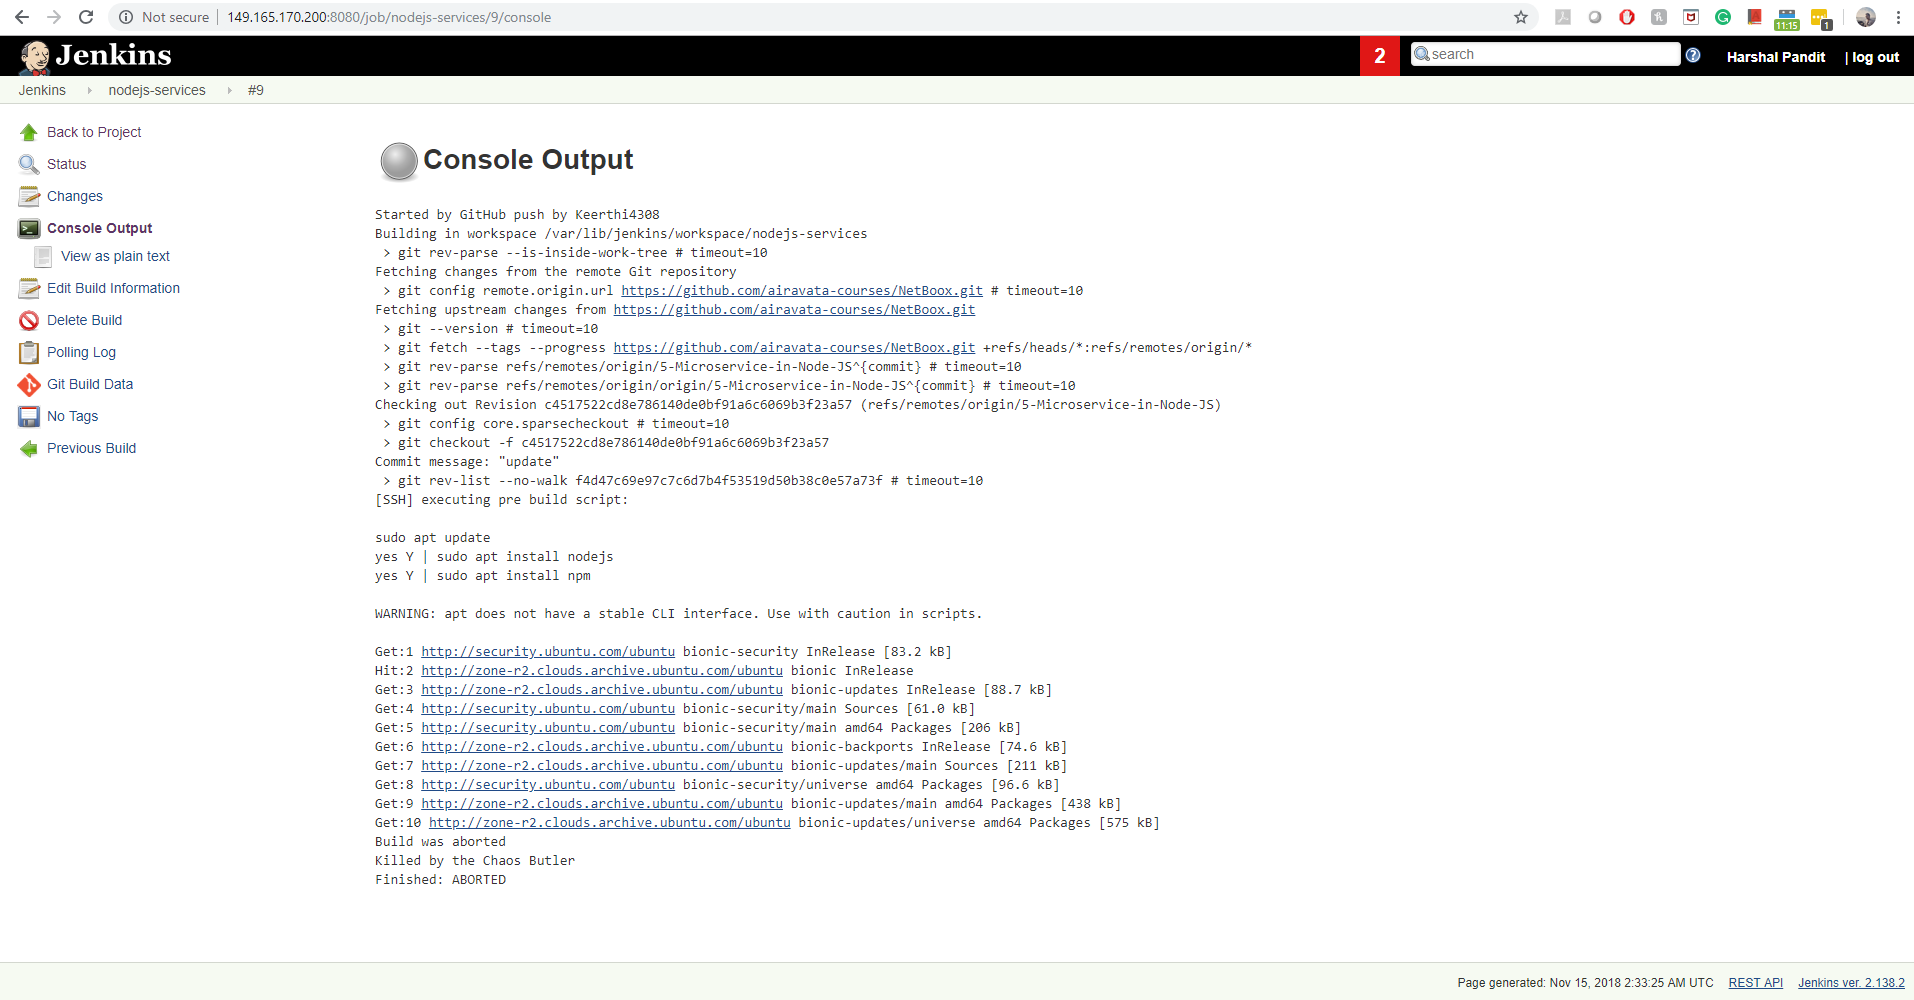 Not secure | 149.165.170.200:8080/job/nodejs-services/9/console
11:15
1
Jenkins
2
search
Harshal Pandit
| log out
Jenkins
nodejs-services
#9
Back to Project
Status
Changes
Console Output
View as plain text
Edit Build Information
Delete Build
Polling Log
Git Build Data
No Tags
Previous Build
Console Output
Started by GitHub push by Keerthi4308
Building in workspace /var/lib/jenkins/workspace/nodejs-services
> git rev-parse --is-inside-work-tree # timeout=10
Fetching changes from the remote Git repository
> git config remote.origin.url https://github.com/airavata-courses/NetBoox.git # timeout=10
Fetching upstream changes from https://github.com/airavata-courses/NetBoox.git
> git --version # timeout=10
> git fetch --tags --progress https://github.com/airavata-courses/NetBoox.git +refs/heads/*:refs/remotes/origin/*
> git rev-parse refs/remotes/origin/5-Microservice-in-Node-JS^{commit} # timeout=10
> git rev-parse refs/remotes/origin/origin/5-Microservice-in-Node-JS^{commit} # timeout=10
Checking out Revision c4517522cd8e786140de0bf91a6c6069b3f23a57 (refs/remotes/origin/5-Microservice-in-Node-JS)
> git config core.sparsecheckout # timeout=10
> git checkout -f c4517522cd8e786140de0bf91a6c6069b3f23a57
Commit message: "update"
> git rev-list --no-walk f4d47c69e97c7c6d7b4f53519d50b38c0e57a73f # timeout=10
[SSH] executing pre build script:
sudo apt update
yes Y | sudo apt install nodejs
yes Y | sudo apt install npm
WARNING: apt does not have a stable CLI interface. Use with caution in scripts.
Get:1 http://security.ubuntu.com/ubuntu bionic-security InRelease [83.2 kB]
Hit:2 http://zone-r2.clouds.archive.ubuntu.com/ubuntu bionic InRelease
Get:3 http://zone-r2.clouds.archive.ubuntu.com/ubuntu bionic-updates InRelease [88.7 kB]
Get:4 http://security.ubuntu.com/ubuntu bionic-security/main Sources [61.0 kB]
Get:5 http://security.ubuntu.com/ubuntu bionic-security/main amd64 Packages [206 kB]
Get:6 http://zone-r2.clouds.archive.ubuntu.com/ubuntu bionic-backports InRelease [74.6 kB]
Get:7 http://zone-r2.clouds.archive.ubuntu.com/ubuntu bionic-updates/main Sources [211 kB]
Get:8 http://security.ubuntu.com/ubuntu bionic-security/universe amd64 Packages [96.6 kB]
Get:9 http://zone-r2.clouds.archive.ubuntu.com/ubuntu bionic-updates/main amd64 Packages [438 kB]
Get:10 http://zone-r2.clouds.archive.ubuntu.com/ubuntu bionic-updates/universe amd64 Packages [575 kB]
Build was aborted
Killed by the Chaos Butler
Finished: ABORTED
Page generated: Nov 15, 2018 2:33:25 AM UTC
REST API
Jenkins ver. 2.138.2